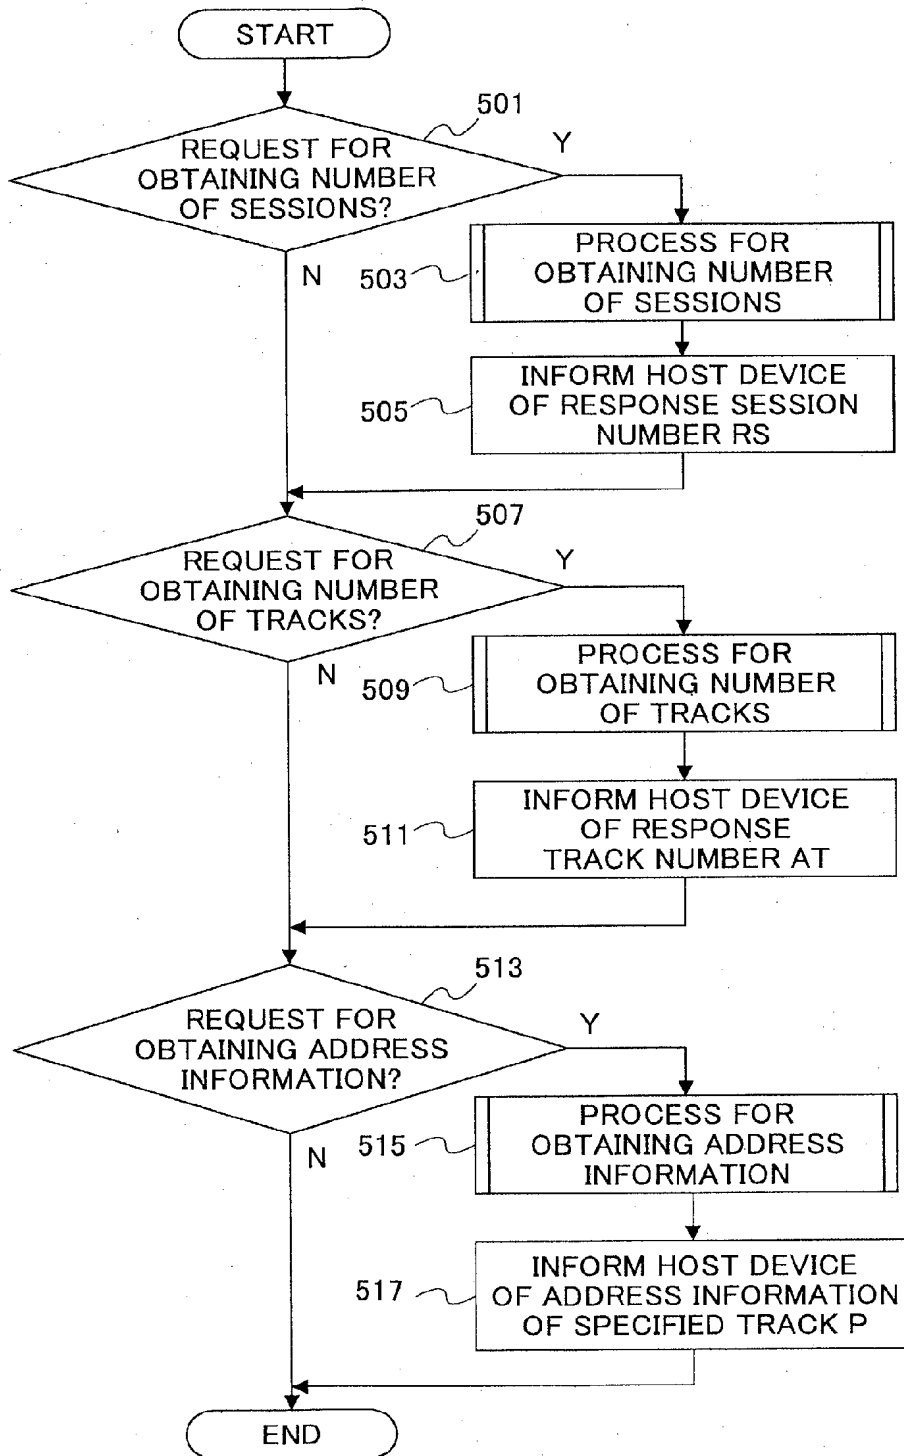 START
501
REQUEST FOR
OBTAINING NUMBER
OF SESSIONS?
Y
N
503
PROCESS FOR
OBTAINING NUMBER
OF SESSIONS
505
INFORM HOST DEVICE
OF RESPONSE SESSION
NUMBER RS
507
REQUEST FOR
OBTAINING NUMBER
OF TRACKS?
Y
N
509
PROCESS FOR
OBTAINING NUMBER
OF TRACKS
511
INFORM HOST DEVICE
OF RESPONSE
TRACK NUMBER AT
513
REQUEST FOR
OBTAINING ADDRESS
INFORMATION?
Y
N
515
PROCESS FOR
OBTAINING ADDRESS
INFORMATION
517
INFORM HOST DEVICE
OF ADDRESS INFORMATION
OF SPECIFIED TRACK P
END